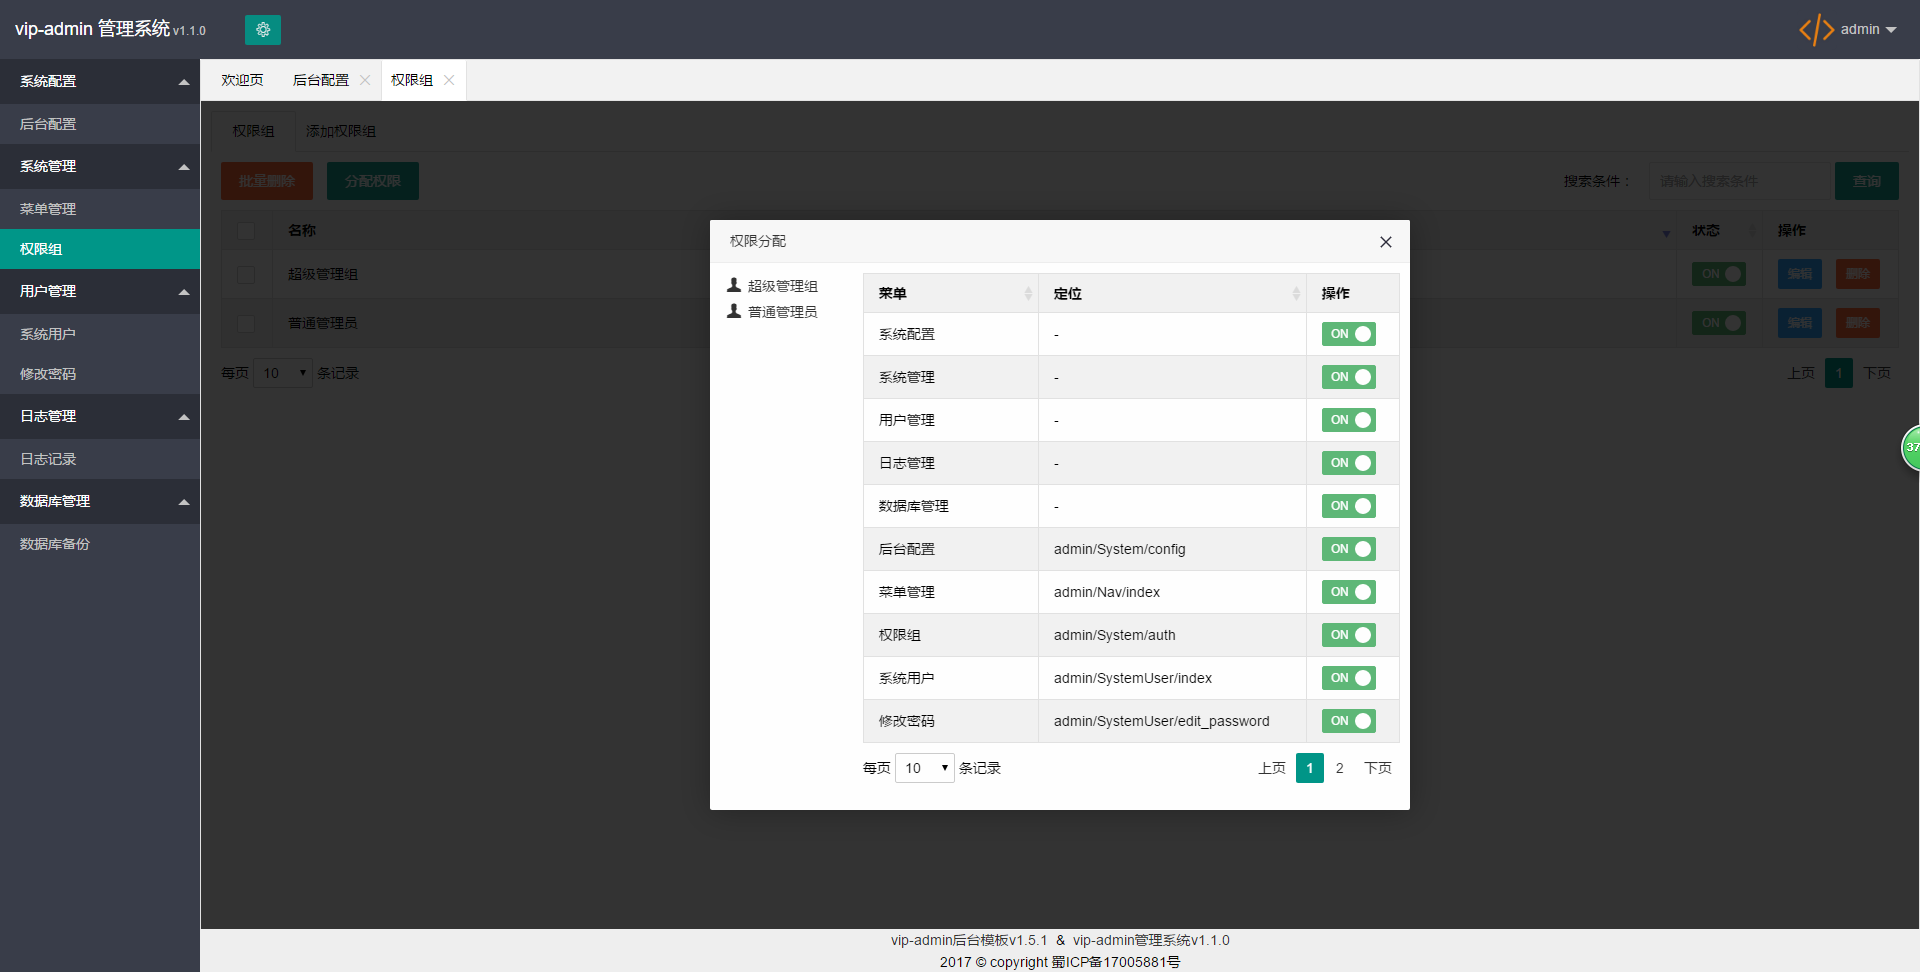 vip-admin 管理系统 v1.1.0
admin
系统配置
后台配置
系统管理
菜单管理
权限组
用户管理
系统用户
修改密码
日志管理
日志记录
数据库管理
数据库备份
欢迎页 后台配置 权限组
权限组 添加权限组
批量删除 分配权限 搜索条件： 请输入搜索条件 查询
名称 状态 操作
超级管理组 ON 编辑 删除
普通管理员 ON 编辑 删除
每页 10 条记录 上页 1 下页
权限分配
超级管理组
普通管理员
菜单 定位 操作
系统配置 - ON
系统管理 - ON
用户管理 - ON
日志管理 - ON
数据库管理 - ON
后台配置 admin/System/config ON
菜单管理 admin/Nav/index ON
权限组 admin/System/auth ON
系统用户 admin/SystemUser/index ON
修改密码 admin/SystemUser/edit_password ON
每页 10 条记录 上页 1 2 下页
37
vip-admin后台模板v1.5.1 & vip-admin管理系统v1.1.0
2017 © copyright 蜀ICP备17005881号